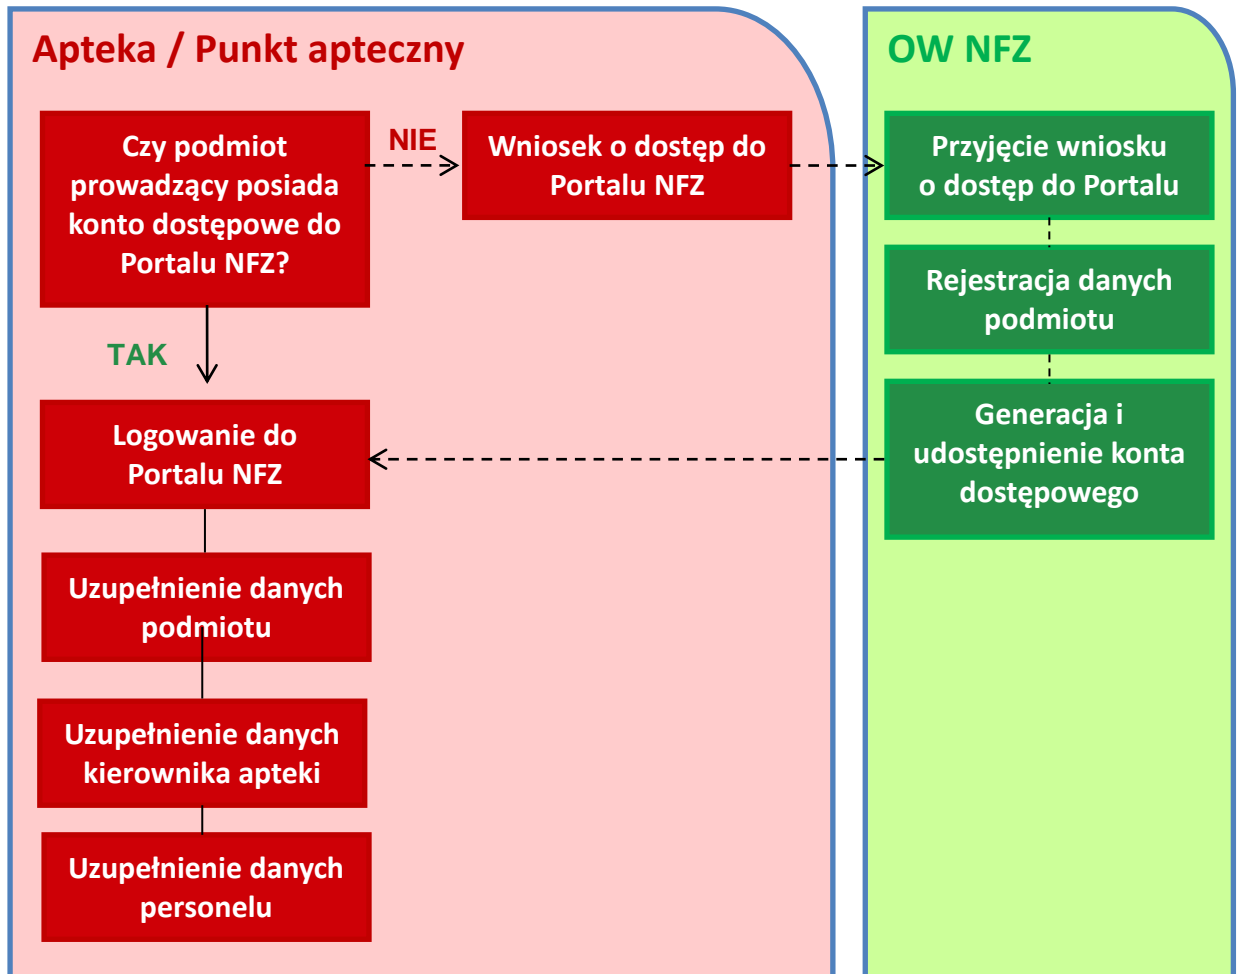 Apteka / Punkt apteczny
Czy podmiot
prowadzący posiada
konto dostępowe do
Portalu NFZ?
NIE
Wniosek o dostęp do
Portalu NFZ
TAK
Logowanie do
Portalu NFZ
Uzupełnienie danych
podmiotu
Uzupełnienie danych
kierownika apteki
Uzupełnienie danych
personelu
OW NFZ
Przyjęcie wniosku
o dostęp do Portalu
Rejestracja danych
podmiotu
Generacja i
udostępnienie konta
dostępowego